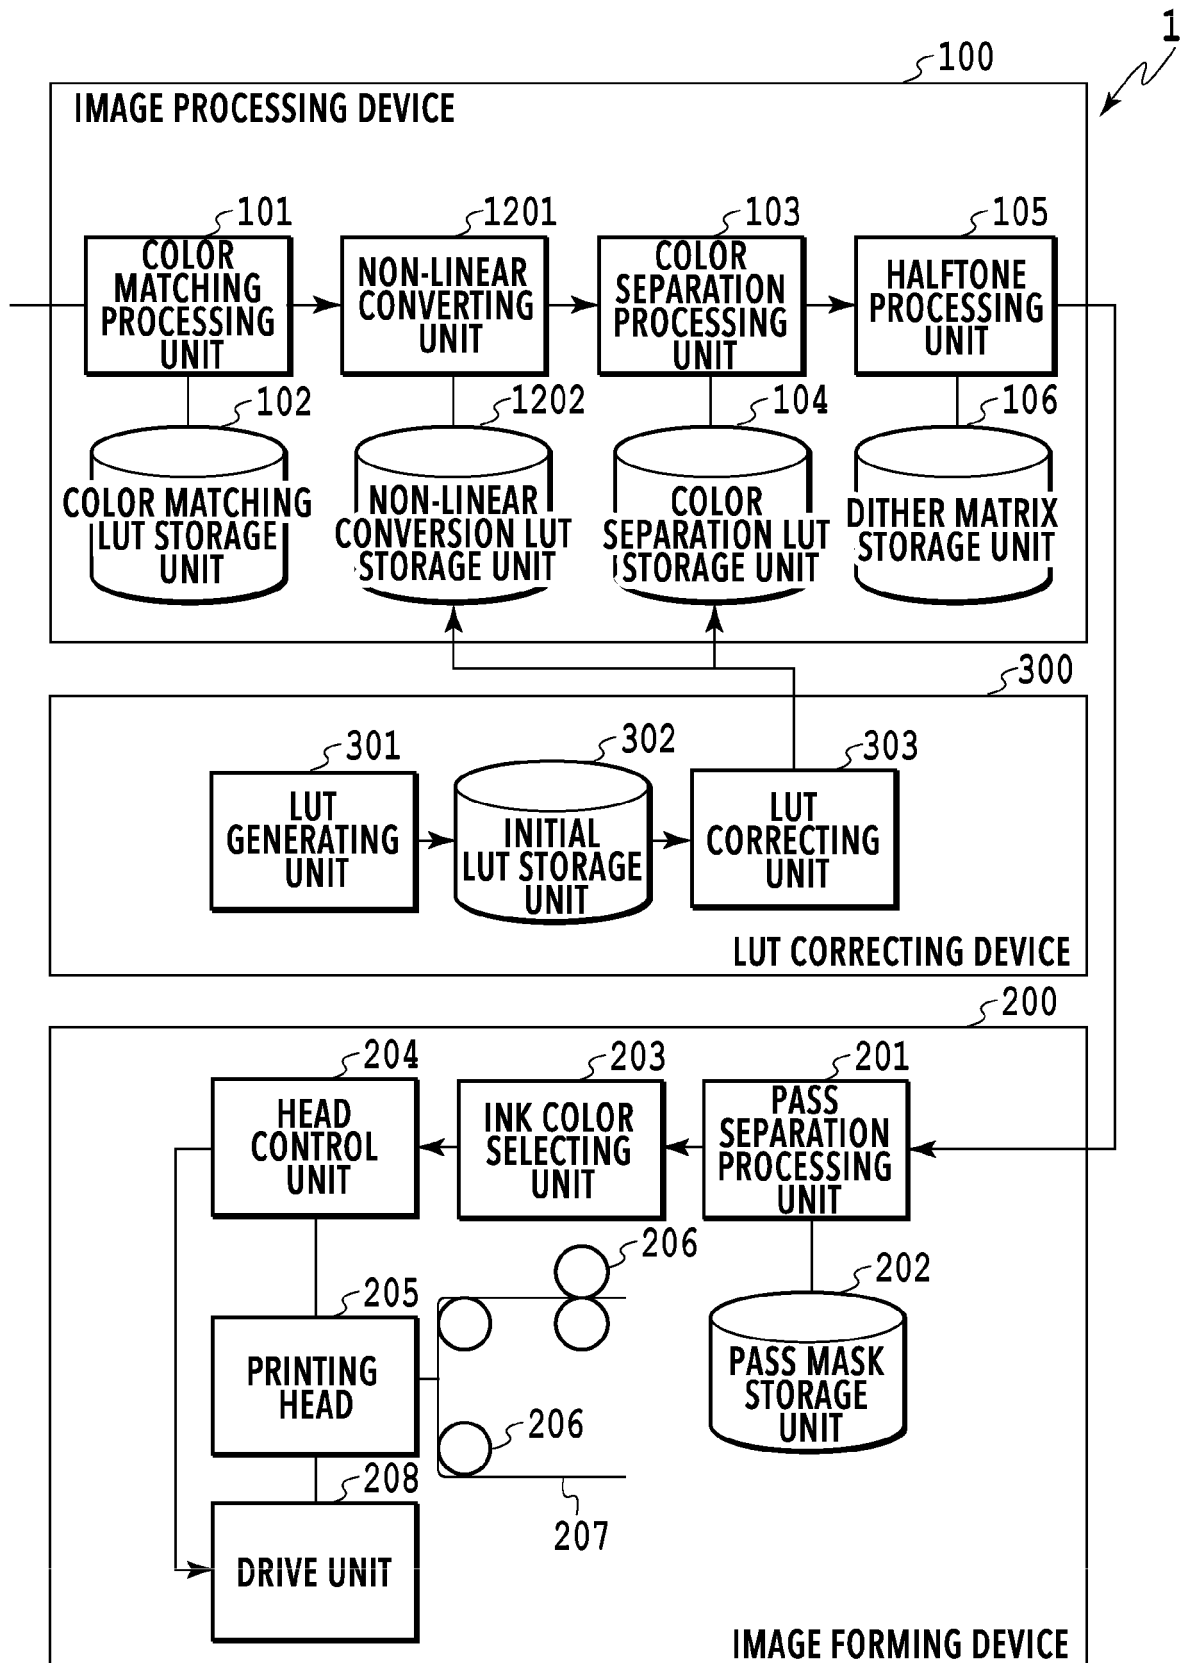 1
100
IMAGE PROCESSING DEVICE
101
1201
103
105
COLOR
MATCHING
PROCESSING
UNIT
NON-LINEAR
CONVERTING
UNIT
COLOR
SEPARATION
PROCESSING
UNIT
HALFTONE
PROCESSING
UNIT
102
1202
104
106
COLOR MATCHING
LUT STORAGE
UNIT
NON-LINEAR
CONVERSION LUT
STORAGE UNIT
COLOR
SEPARATION LUT
STORAGE UNIT
DITHER MATRIX
STORAGE UNIT
300
301
302
303
LUT
GENERATING
UNIT
INITIAL
LUT STORAGE
UNIT
LUT
CORRECTING
UNIT
LUT CORRECTING DEVICE
200
204
203
201
HEAD
CONTROL
UNIT
INK COLOR
SELECTING
UNIT
PASS
SEPARATION
PROCESSING
UNIT
206
202
205
PRINTING
HEAD
PASS MASK
STORAGE
UNIT
206
208
207
DRIVE UNIT
IMAGE FORMING DEVICE